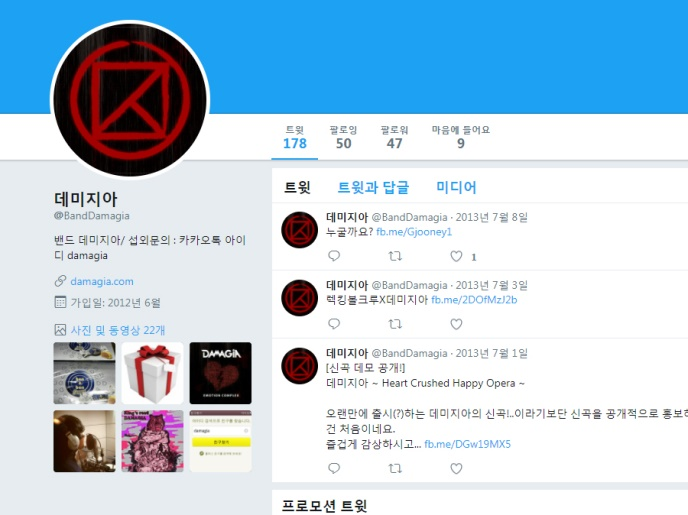 트윗 팔로잉 팔로워 마음에 들어요
178 50 47 9
데미지아
@BandDamagia
밴드 데미지아/ 섭외문의 : 카카오톡 아이
디 damagia
damagia.com
가입일: 2012년 6월
사진 및 동영상 22개
DAMAGIA
damagia
트윗 트윗과 답글 미디어
데미지아 @BandDamagia · 2013년 7월 8일
누굴까요? fb.me/Gjooney1
1
데미지아 @BandDamagia · 2013년 7월 3일
렉킹볼크루X데미지아 fb.me/2DOfMzJ2b
데미지아 @BandDamagia · 2013년 7월 1일
[신곡 데모 공개!]
데미지아 ~ Heart Crushed Happy Opera ~
오랜만에 출시(?)하는 데미지아의 신곡!..이라기보단 신곡을 공개적으로 홍보하
건 처음이네요.
즐겁게 감상하시고... fb.me/DGw19MX5
프로모션 트윗